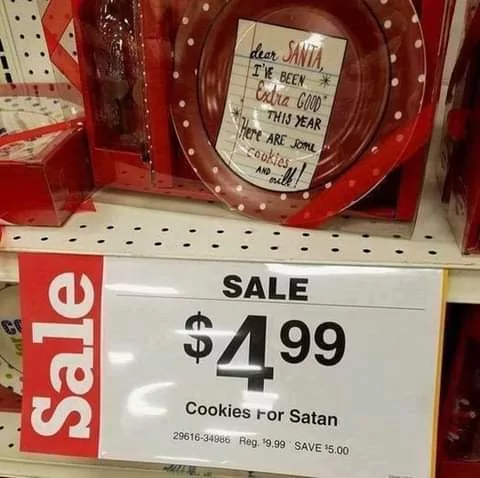 dear SANTA,
I'VE BEEN
Extra GOOD
THIS YEAR
Here ARE some
cookies
AND
milk!
Sale
SALE
$4.99
Cookies For Satan
29616-34986 Reg. $9.99 SAVE $5.00